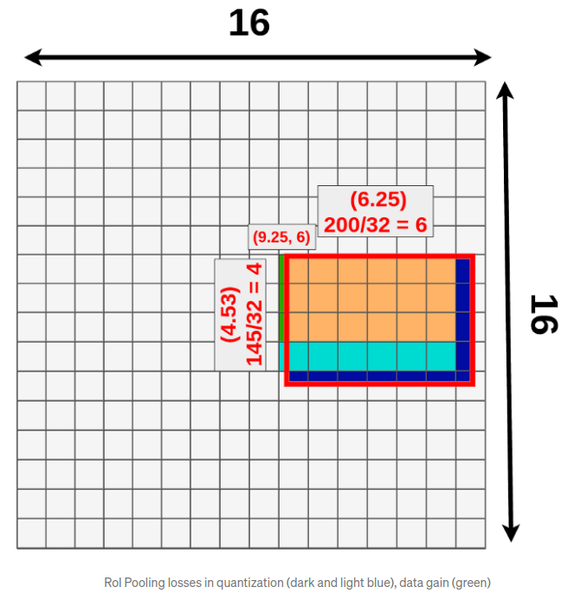 16
(6.25)
200/32 = 6
(9.25, 6)
(4.53)
145/32 = 4
16
RoI Pooling losses in quantization (dark and light blue), data gain (green)